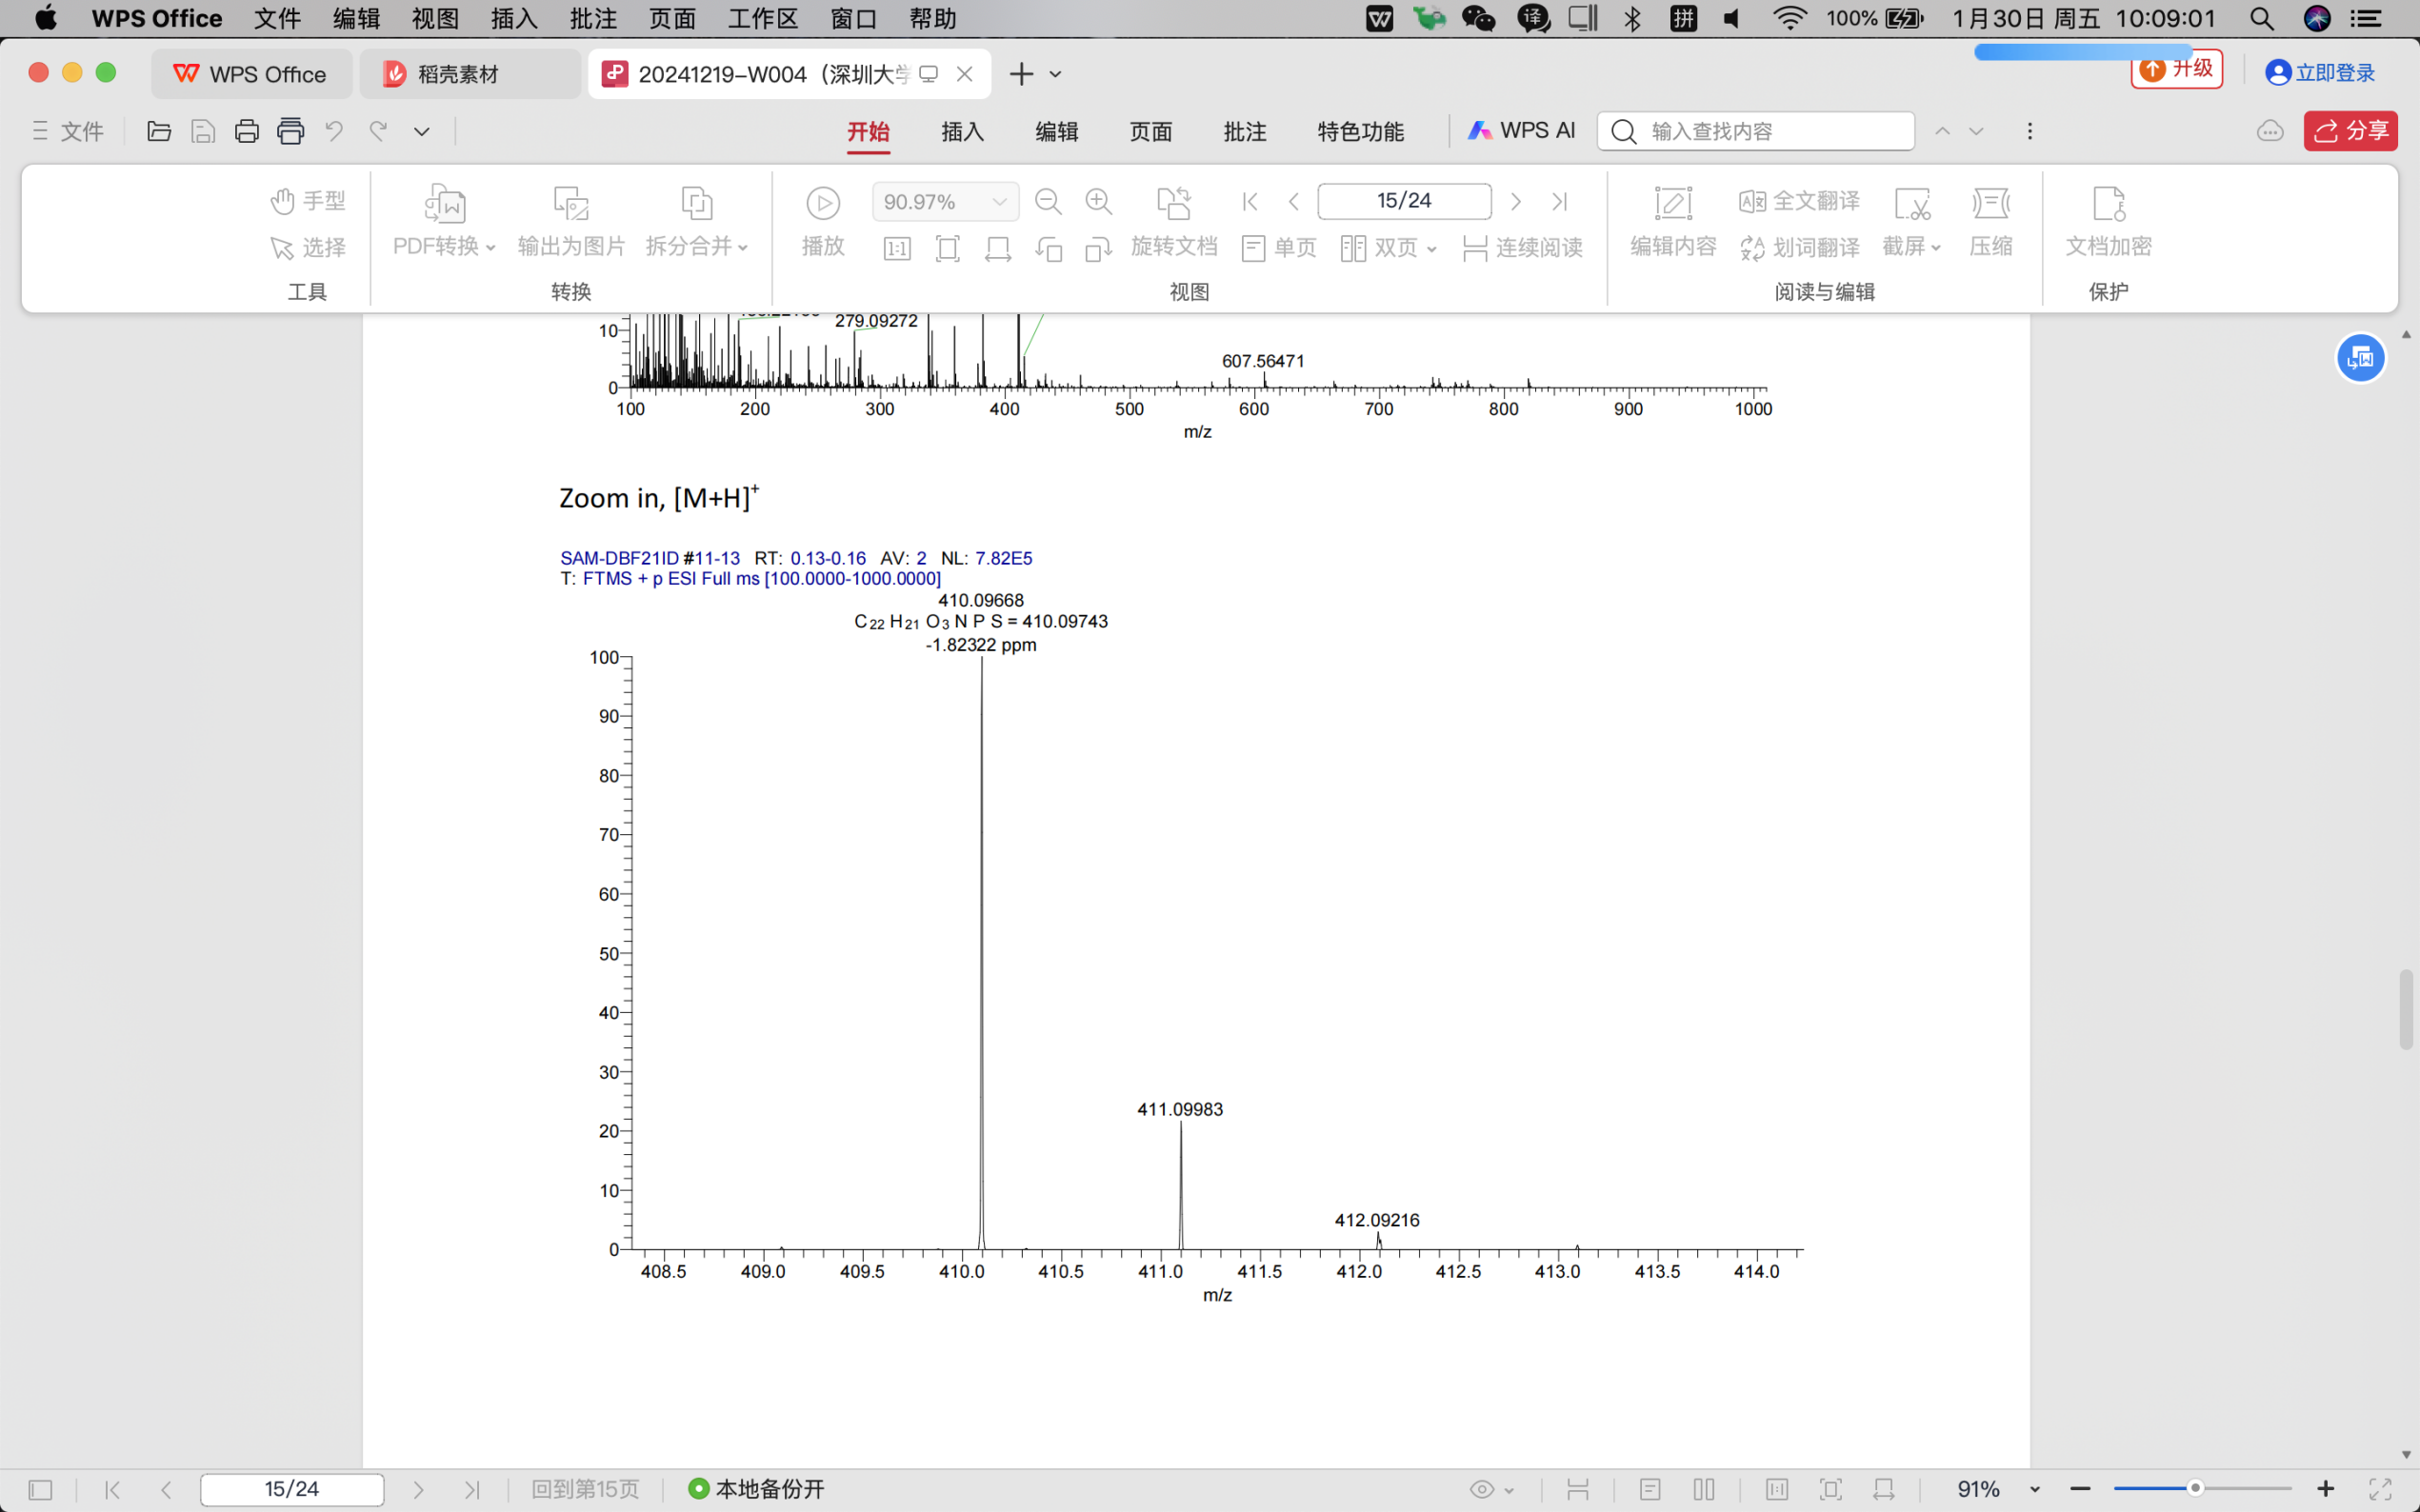 WPS Office 文件 编辑 视图 插入 批注 页面 工作区 窗口 帮助 译 拼 100% 1月30日 周五 10:09:01
WPS Office 稻壳素材 20241219-W004（深圳大学 升级 立即登录
文件 开始 插入 编辑 页面 批注 特色功能 WPS AI 输入查找内容 分享
手型 90.97% 15/24 全文翻译
选择 PDF转换 输出为图片 拆分合并 播放 旋转文档 单页 双页 连续阅读 编辑内容 划词翻译 截屏 压缩 文档加密
工具 转换 视图 阅读与编辑 保护
279.09272
10
607.56471
0
100 200 300 400 500 600 700 800 900 1000
m/z
Zoom in, [M+H]+
SAM-DBF21ID #11-13 RT: 0.13-0.16 AV: 2 NL: 7.82E5
T: FTMS + p ESI Full ms [100.0000-1000.0000]
410.09668
C22 H21 O3 N P S = 410.09743
-1.82322 ppm
100
90
80
70
60
50
40
30
411.09983
20
10
412.09216
0
408.5 409.0 409.5 410.0 410.5 411.0 411.5 412.0 412.5 413.0 413.5 414.0
m/z
15/24 回到第15页 本地备份开 91%